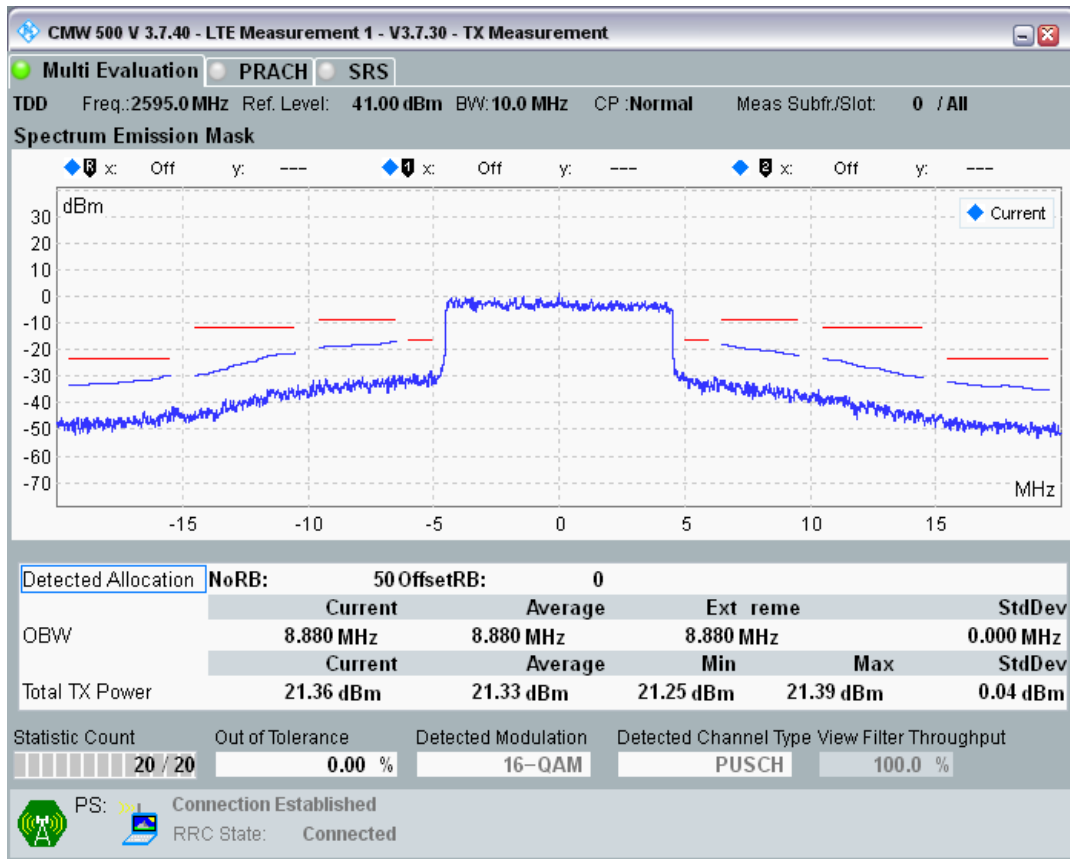 CMW 500 V 3.7.40 - LTE Measurement 1 - V3.7.30 - TX Measurement
Multi Evaluation PRACH SRS
TDD Freq.:2595.0 MHz Ref. Level: 41.00 dBm BW:10.0 MHz CP :Normal Meas Subfr./Slot: 0 / All
Spectrum Emission Mask
R x: Off y: --- 1 x: Off y: --- 2 x: Off y: ---
dBm
Current
30
20
10
0
-10
-20
-30
-40
-50
-60
-70
MHz
-15 -10 -5 0 5 10 15
Detected Allocation NoRB: 50 OffsetRB: 0
Current Average Ext reme StdDev
OBW 8.880 MHz 8.880 MHz 8.880 MHz 0.000 MHz
Current Average Min Max StdDev
Total TX Power 21.36 dBm 21.33 dBm 21.25 dBm 21.39 dBm 0.04 dBm
Statistic Count Out of Tolerance Detected Modulation Detected Channel Type View Filter Throughput
20 / 20 0.00 % 16-QAM PUSCH 100.0 %
PS: Connection Established
RRC State: Connected